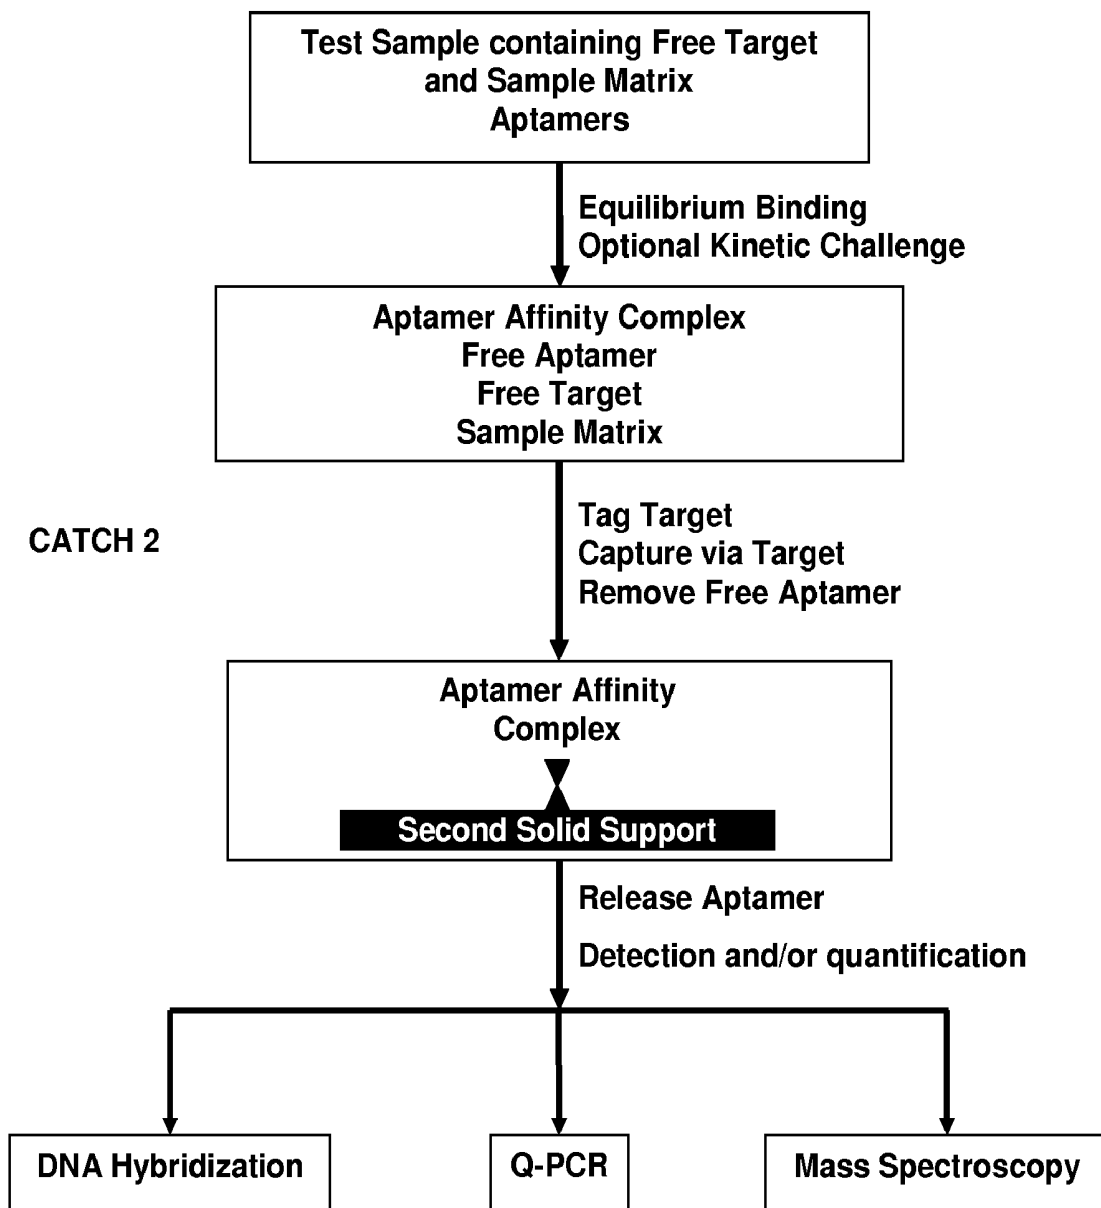 Test Sample containing Free Target
and Sample Matrix
Aptamers
Equilibrium Binding
Optional Kinetic Challenge
Aptamer Affinity Complex
Free Aptamer
Free Target
Sample Matrix
CATCH 2
Tag Target
Capture via Target
Remove Free Aptamer
Aptamer Affinity
Complex
Second Solid Support
Release Aptamer
Detection and/or quantification
DNA Hybridization
Q-PCR
Mass Spectroscopy